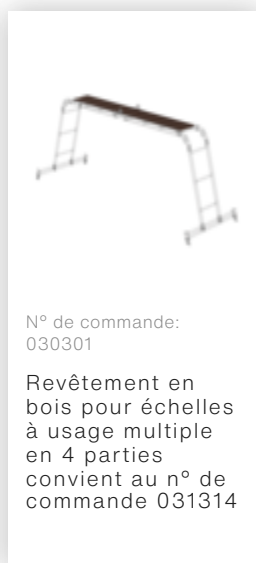 N° de commande:
030301
Revêtement en
bois pour échelles
à usage multiple
en 4 parties
convient au n° de
commande 031314